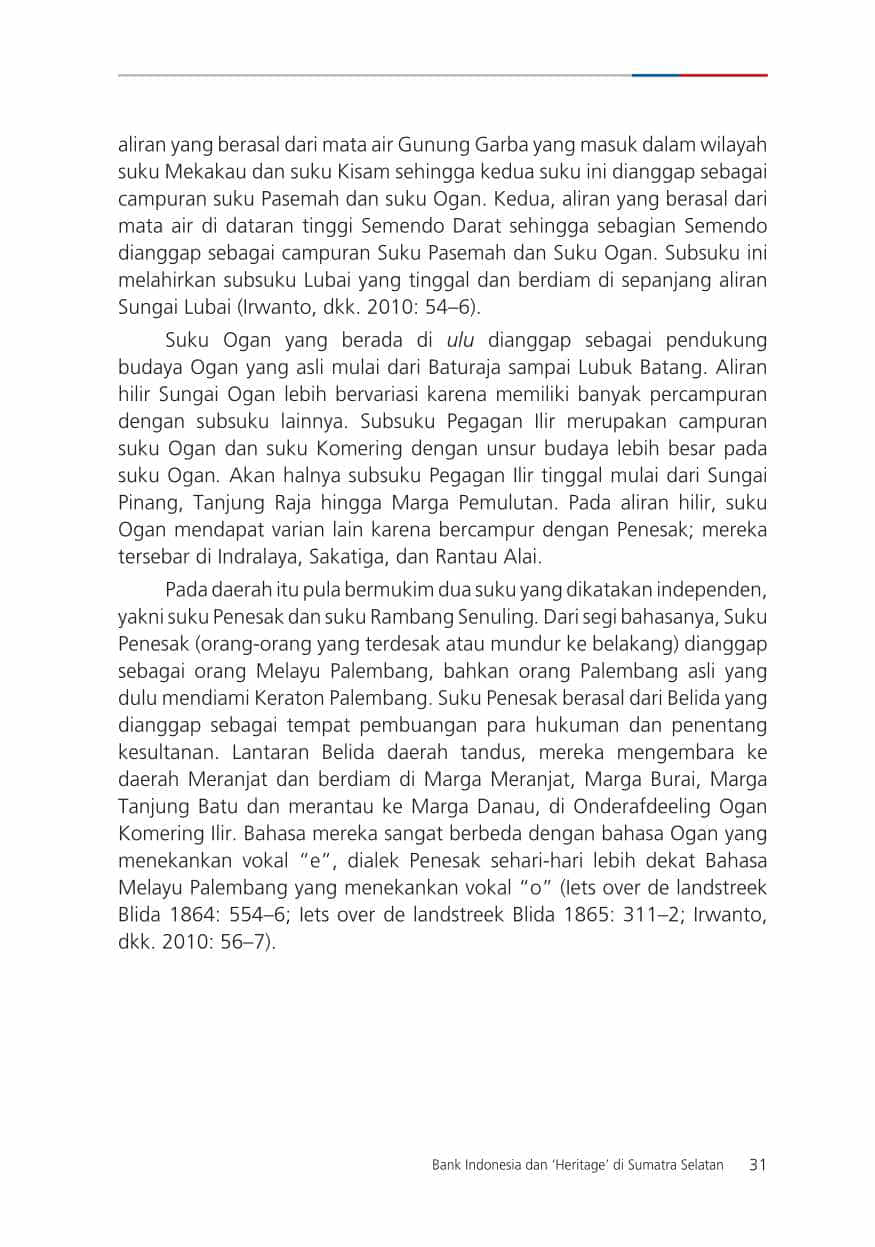 aliran yang berasal dari mata air Gunung Garba yang masuk dalam wilayah
suku Mekakau dan suku Kisam sehingga kedua suku ini dianggap sebagai
campuran suku Pasemah dan suku Ogan. Kedua, aliran yang berasal dari
mata air di dataran tinggi Semendo Darat sehingga sebagian Semendo
dianggap sebagai campuran Suku Pasemah dan Suku Ogan. Subsuku ini
melahirkan subsuku Lubai yang tinggal dan berdiam di sepanjang aliran
Sungai Lubai (Irwanto, dkk. 2010: 54–6).
Suku Ogan yang berada di ulu dianggap sebagai pendukung
budaya Ogan yang asli mulai dari Baturaja sampai Lubuk Batang. Aliran
hilir Sungai Ogan lebih bervariasi karena memiliki banyak percampuran
dengan subsuku lainnya. Subsuku Pegagan Ilir merupakan campuran
suku Ogan dan suku Komering dengan unsur budaya lebih besar pada
suku Ogan. Akan halnya subsuku Pegagan Ilir tinggal mulai dari Sungai
Pinang, Tanjung Raja hingga Marga Pemulutan. Pada aliran hilir, suku
Ogan mendapat varian lain karena bercampur dengan Penesak; mereka
tersebar di Indralaya, Sakatiga, dan Rantau Alai.
Pada daerah itu pula bermukim dua suku yang dikatakan independen,
yakni suku Penesak dan suku Rambang Senuling. Dari segi bahasanya, Suku
Penesak (orang-orang yang terdesak atau mundur ke belakang) dianggap
sebagai orang Melayu Palembang, bahkan orang Palembang asli yang
dulu mendiami Keraton Palembang. Suku Penesak berasal dari Belida yang
dianggap sebagai tempat pembuangan para hukuman dan penentang
kesultanan. Lantaran Belida daerah tandus, mereka mengembara ke
daerah Meranjat dan berdiam di Marga Meranjat, Marga Burai, Marga
Tanjung Batu dan merantau ke Marga Danau, di Onderafdeeling Ogan
Komering Ilir. Bahasa mereka sangat berbeda dengan bahasa Ogan yang
menekankan vokal “e”, dialek Penesak sehari-hari lebih dekat Bahasa
Melayu Palembang yang menekankan vokal “o” (Iets over de landstreek
Blida 1864: 554–6; Iets over de landstreek Blida 1865: 311–2; Irwanto,
dkk. 2010: 56–7).
Bank Indonesia dan ‘Heritage’ di Sumatra Selatan 31